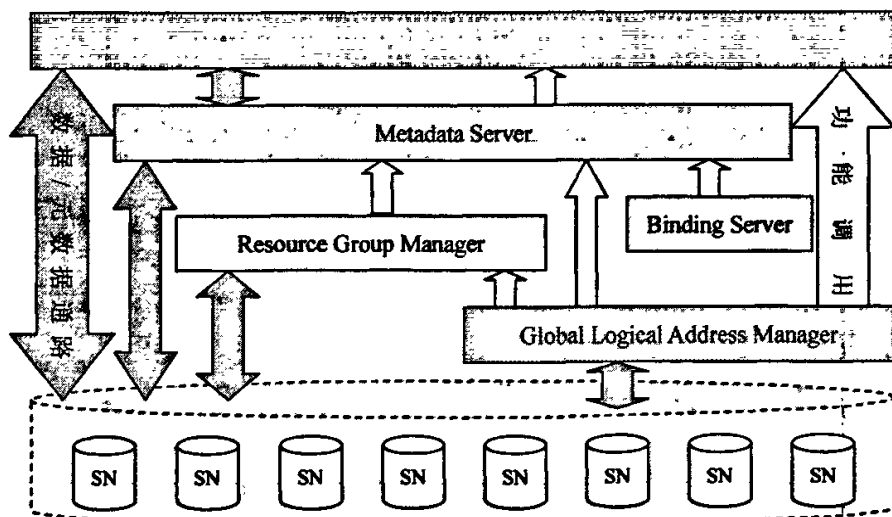 Metadata Server
数据/元数据通路
功能调用
Binding Server
Resource Group Manager
Global Logical Address Manager
SN SN SN SN SN SN SN SN